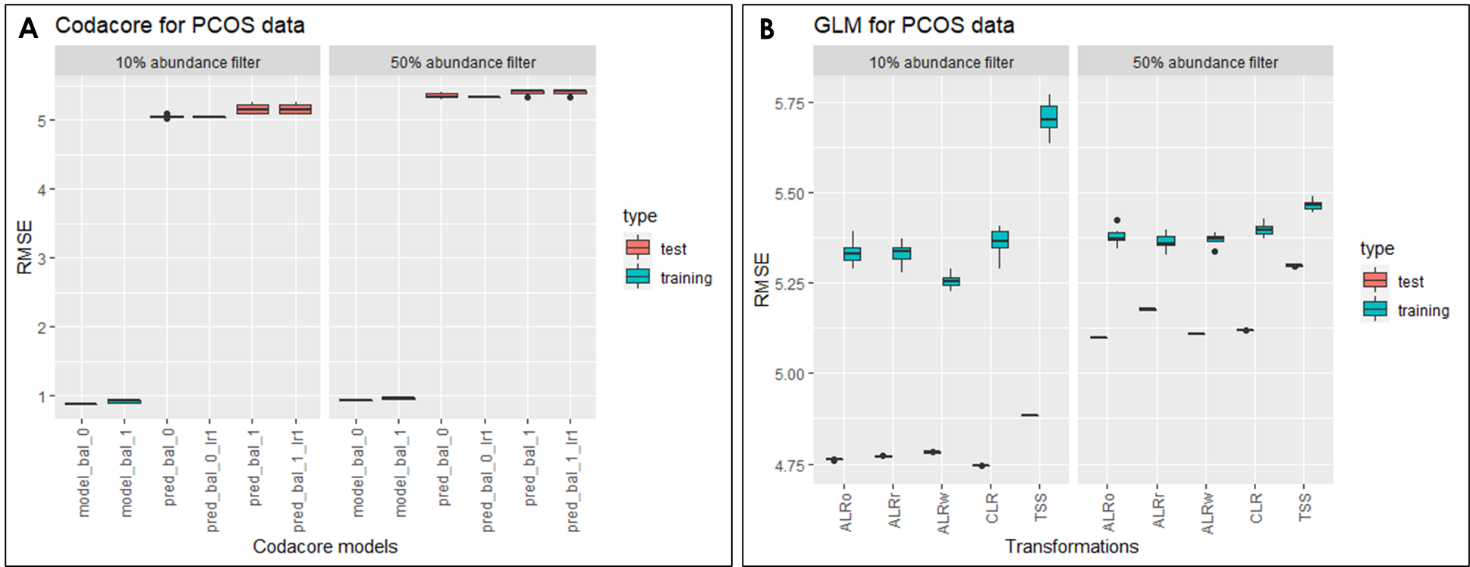 A
Codacore for PCOS data
10% abundance filter
50% abundance filter
RMSE
5
4
3
2
1
model_bal_0
model_bal_1
pred_bal_0
pred_bal_0_lr1
pred_bal_1
pred_bal_1_lr1
model_bal_0
model_bal_1
pred_bal_0
pred_bal_0_lr1
pred_bal_1
pred_bal_1_lr1
Codacore models
type
test
training
B
GLM for PCOS data
10% abundance filter
50% abundance filter
RMSE
5.75
5.50
5.25
5.00
4.75
ALRo
ALRr
ALRw
CLR
TSS
ALRo
ALRr
ALRw
CLR
TSS
Transformations
type
test
training